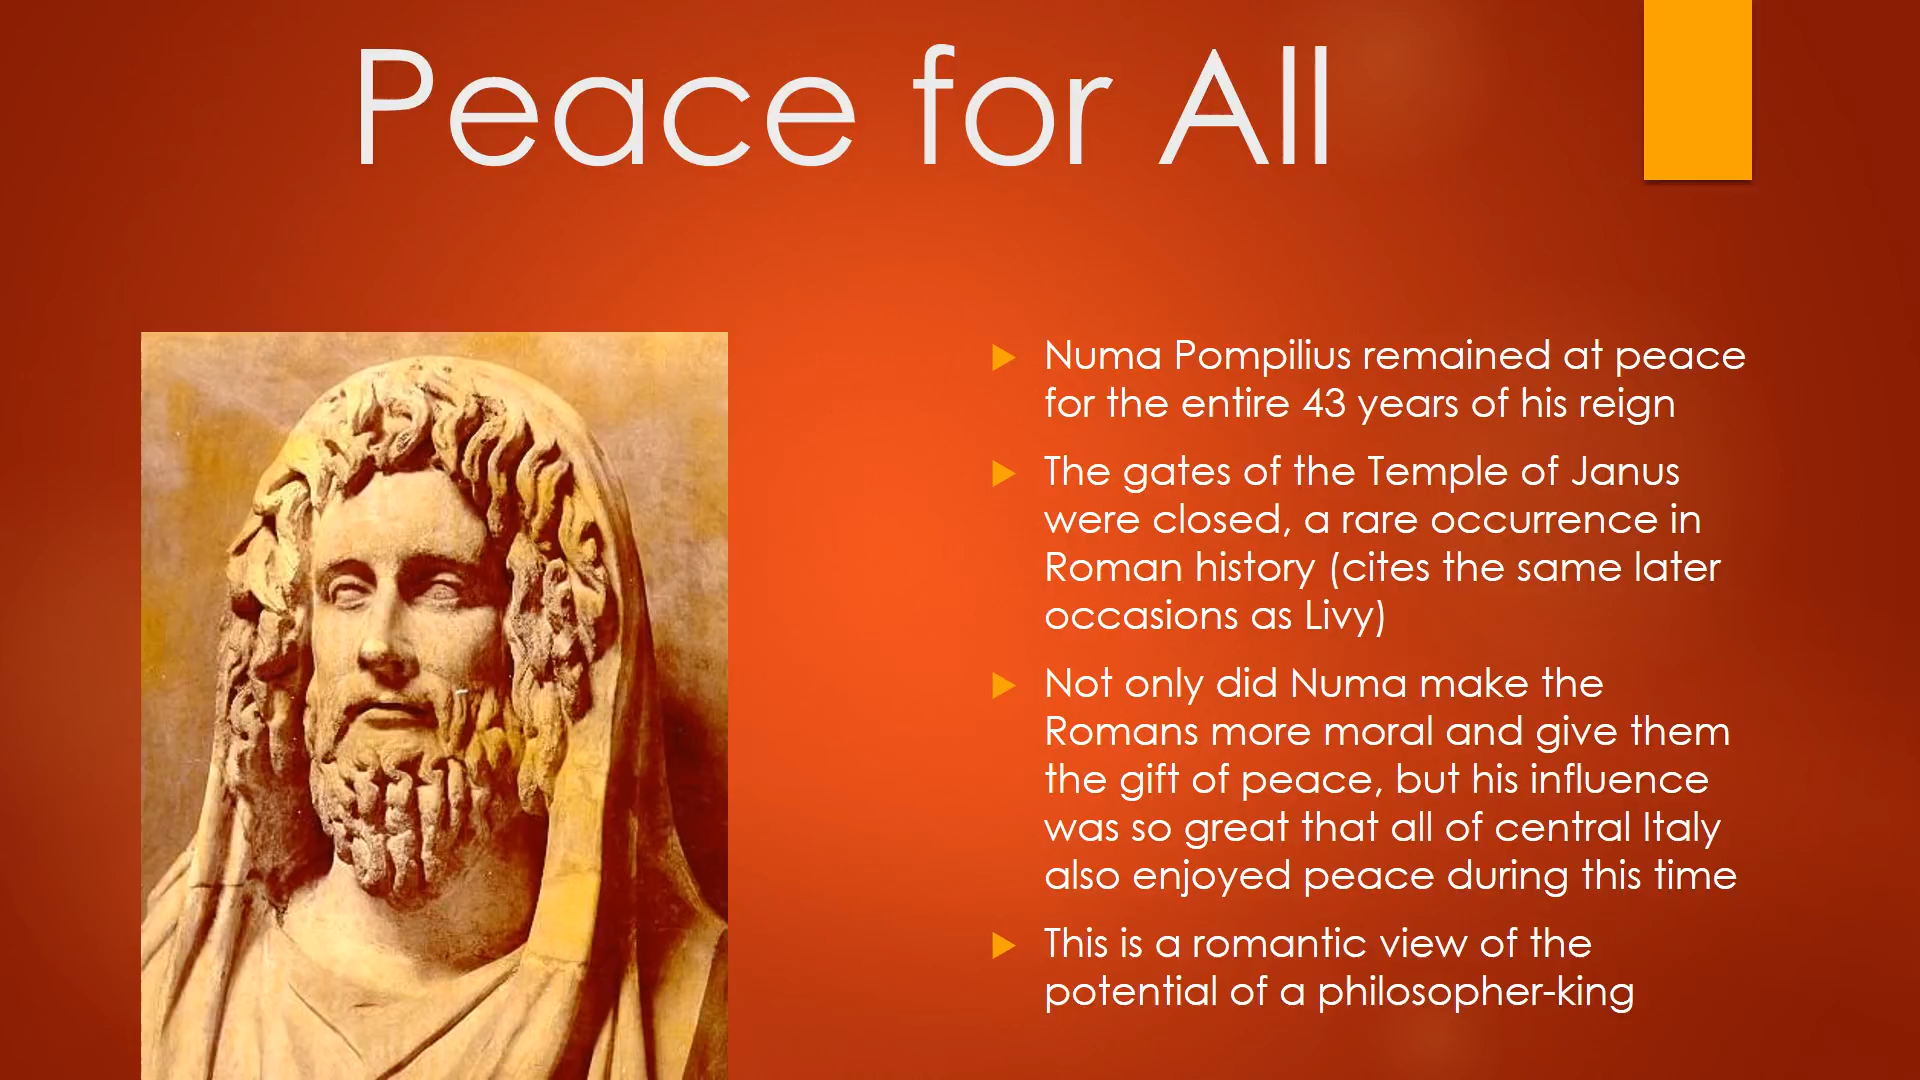 Peace for All
Numa Pompilius remained at peace
for the entire 43 years of his reign
The gates of the Temple of Janus
were closed, a rare occurrence in
Roman history (cites the same later
occasions as Livy)
Not only did Numa make the
Romans more moral and give them
the gift of peace, but his influence
was so great that all of central Italy
also enjoyed peace during this time
This is a romantic view of the
potential of a philosopher-king